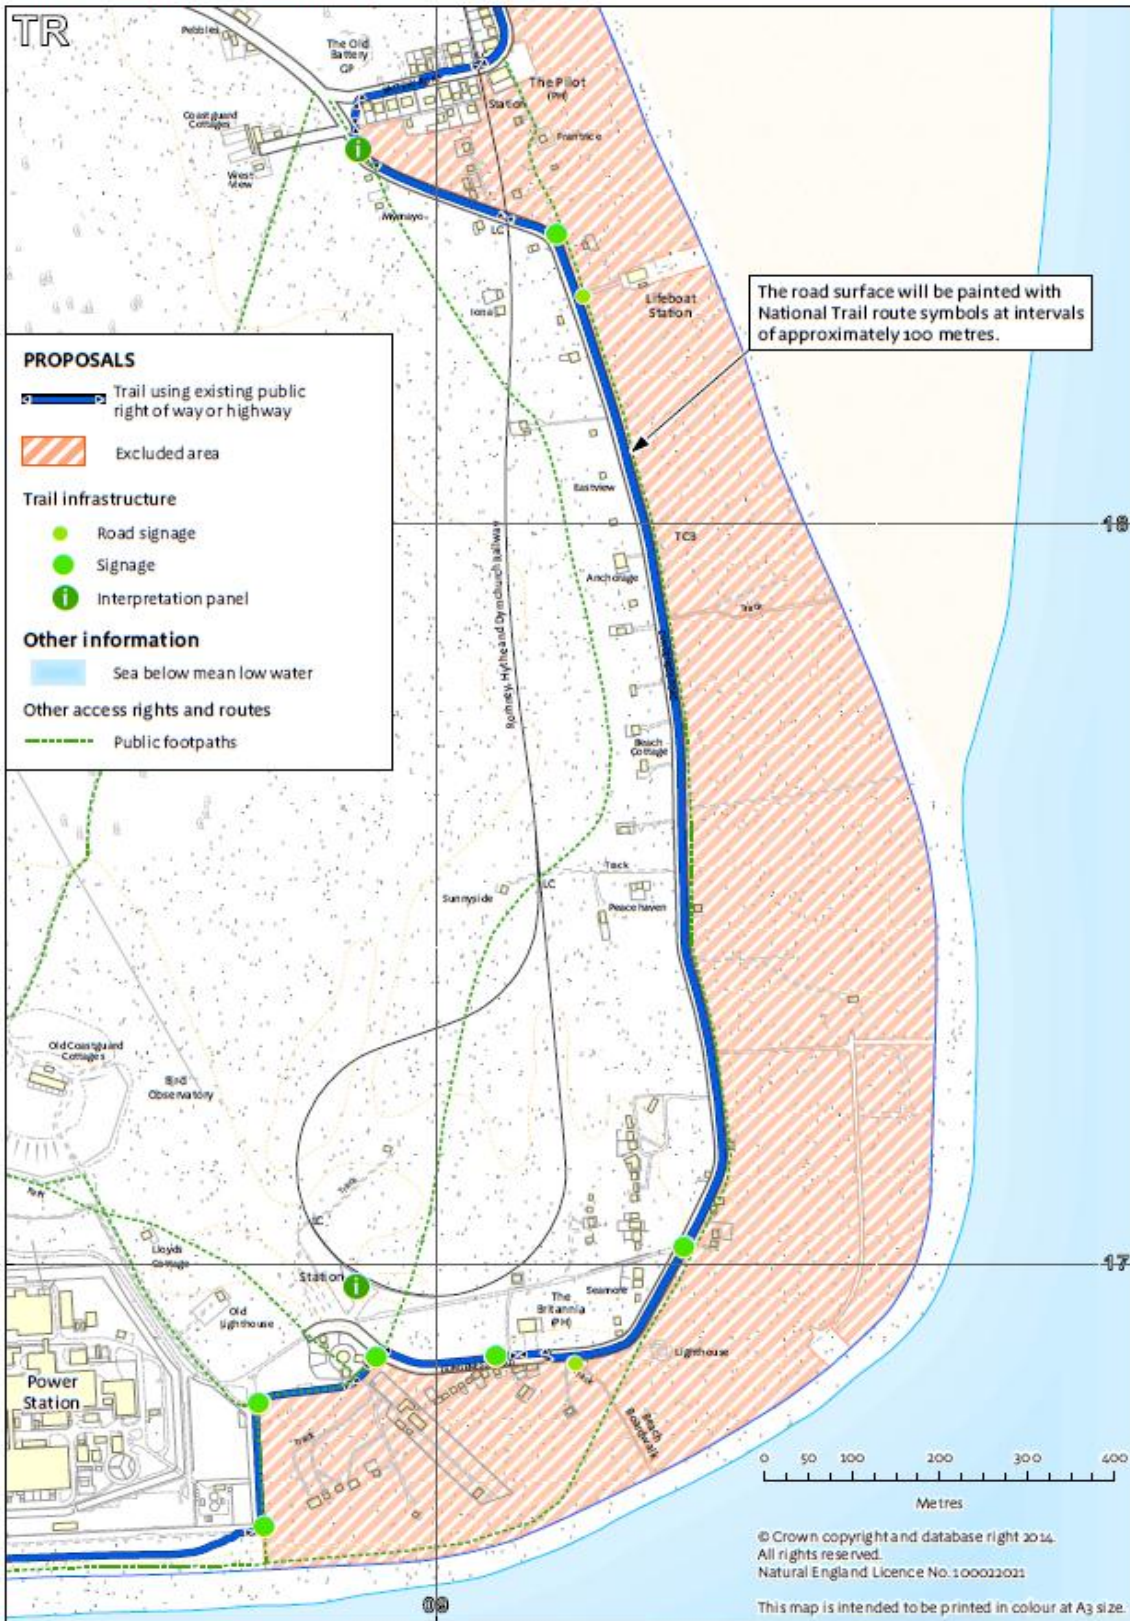 TR
Pebbles
The Old
Battery
GP
The Pilot
(PH)
Station
Coastguard
Cottages
West
View
Mymayo
LC
Lifeboat
Station
Iona
The road surface will be painted with
National Trail route symbols at intervals
of approximately 100 metres.
PROPOSALS
Trail using existing public
right of way or highway
Excluded area
Trail infrastructure
Road signage
Signage
i
Interpretation panel
Other information
Sea below mean low water
Other access rights and routes
Public footpaths
Eastview
18
TC3
Anchorage
Track
Romney, Hythe and Dymchurch Railway
Beach
Cottage
Track
LC
Sunnyside
Peace haven
Old Coastguard
Cottages
Bird
Observatory
Track
LC
Lloyds
Cottage
17
Station
i
The
Britannia
(PH)
Seamore
Old
Lighthouse
Lighthouse
Power
Station
Track
Track
Beach
Boardwalk
0 50 100 200 300 400
Metres
© Crown copyright and database right 2014.
All rights reserved.
Natural England Licence No. 100022021
This map is intended to be printed in colour at A3 size.
09